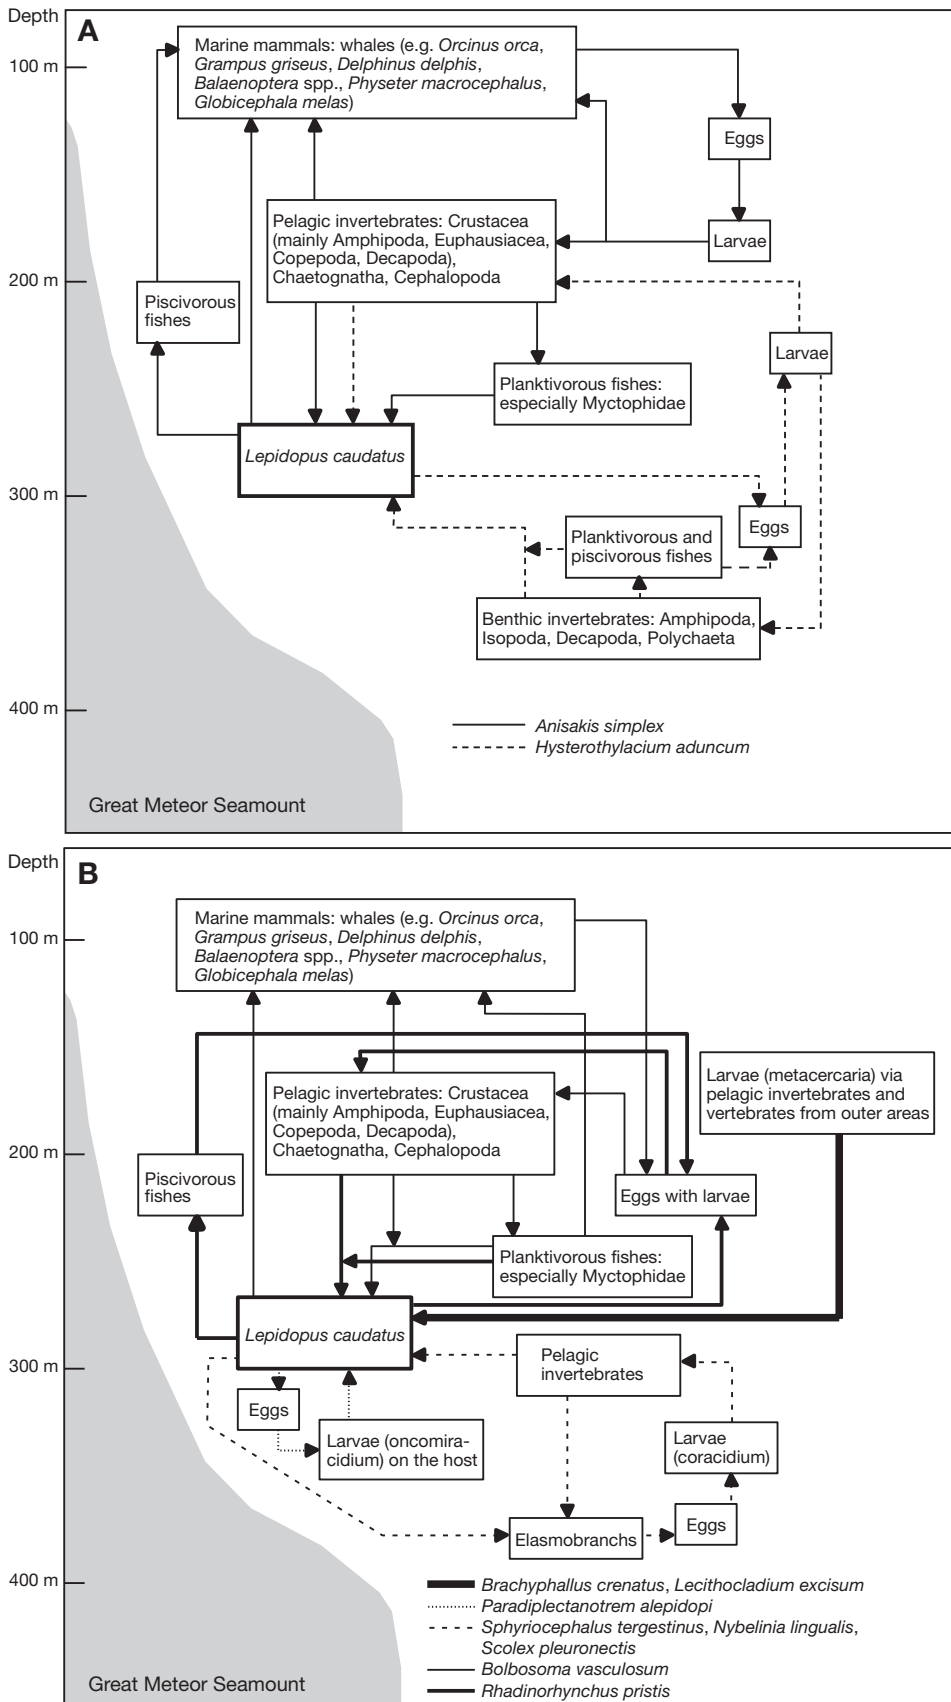 Depth
A
Marine mammals: whales (e.g. Orcinus orca,
Grampus griseus, Delphinus delphis,
Balaenoptera spp., Physeter macrocephalus,
Globicephala melas)
100 m
Eggs
Pelagic invertebrates: Crustacea
(mainly Amphipoda, Euphausiacea,
Copepoda, Decapoda),
Chaetognatha, Cephalopoda
Larvae
200 m
Piscivorous
fishes
Larvae
Planktivorous fishes:
especially Myctophidae
Lepidopus caudatus
300 m
Eggs
Planktivorous and
piscivorous fishes
Benthic invertebrates: Amphipoda,
Isopoda, Decapoda, Polychaeta
400 m
Anisakis simplex
Hysterothylacium aduncum
Great Meteor Seamount
Depth
B
Marine mammals: whales (e.g. Orcinus orca,
Grampus griseus, Delphinus delphis,
Balaenoptera spp., Physeter macrocephalus,
Globicephala melas)
100 m
Larvae (metacercaria) via
pelagic invertebrates and
vertebrates from outer areas
Pelagic invertebrates: Crustacea
(mainly Amphipoda, Euphausiacea,
Copepoda, Decapoda),
Chaetognatha, Cephalopoda
200 m
Piscivorous
fishes
Eggs with larvae
Planktivorous fishes:
especially Myctophidae
Lepidopus caudatus
300 m
Pelagic
invertebrates
Eggs
Larvae (oncomira-
cidium) on the host
Larvae
(coracidium)
Eggs
Elasmobranchs
400 m
Brachyphallus crenatus, Lecithocladium excisum
Paradiplectanotrem alepidopi
Sphyriocephalus tergestinus, Nybelinia lingualis,
Scolex pleuronectis
Bolbosoma vasculosum
Rhadinorhynchus pristis
Great Meteor Seamount